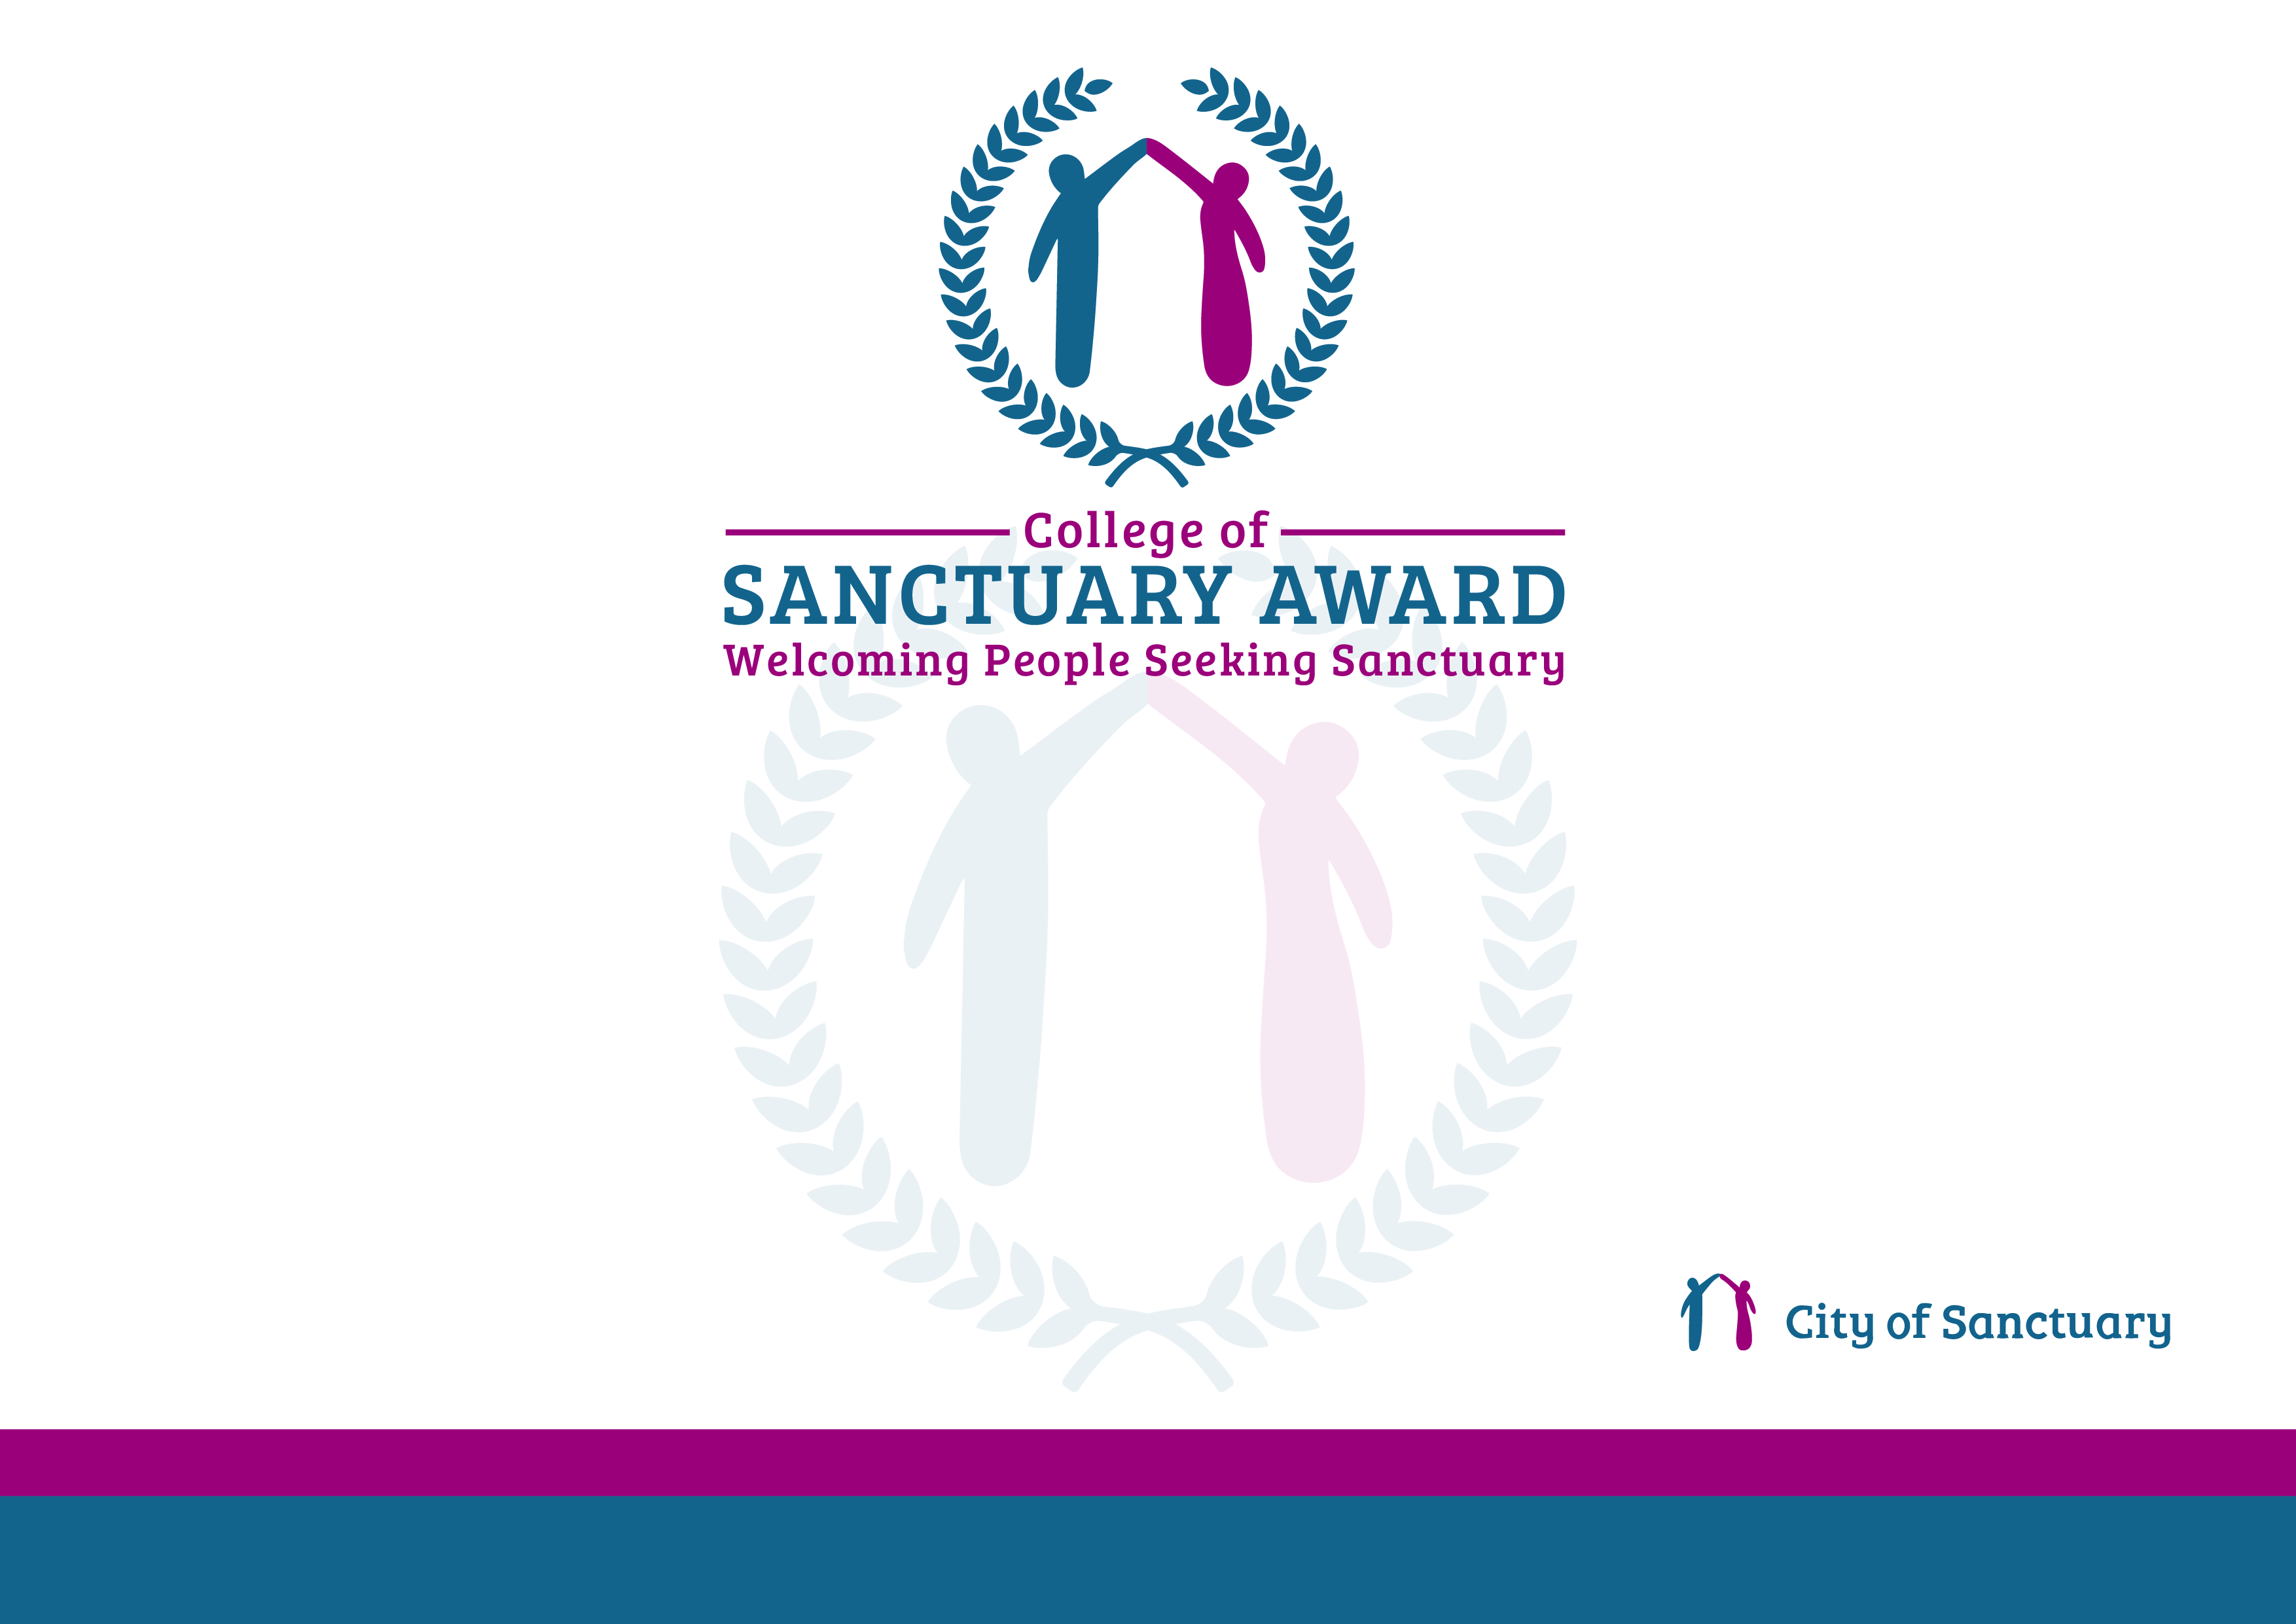 College of
SANCTUARY AWARD
Welcoming People Seeking Sanctuary
City of Sanctuary